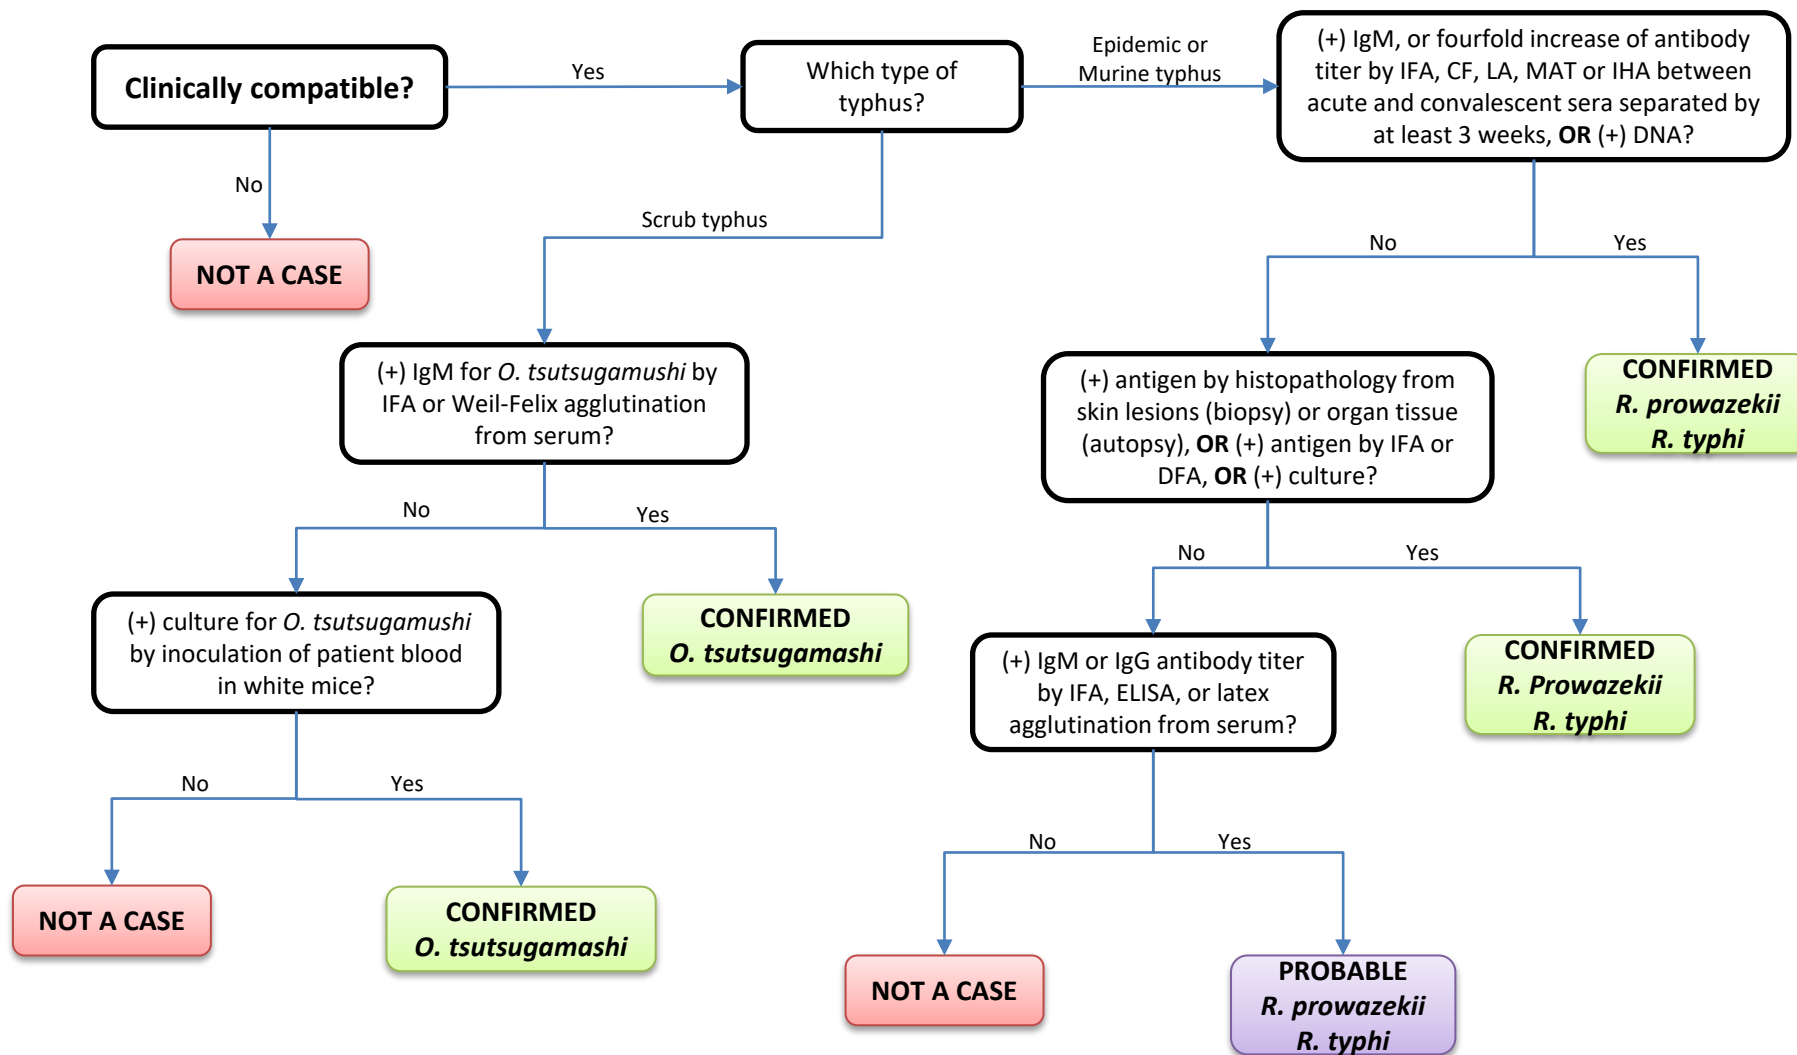 Clinically compatible?
Yes
Which type of
typhus?
Epidemic or
Murine typhus
(+) IgM, or fourfold increase of antibody
titer by IFA, CF, LA, MAT or IHA between
acute and convalescent sera separated by
at least 3 weeks, OR (+) DNA?
No
NOT A CASE
Scrub typhus
No
Yes
(+) IgM for O. tsutsugamushi by
IFA or Weil-Felix agglutination
from serum?
(+) antigen by histopathology from
skin lesions (biopsy) or organ tissue
(autopsy), OR (+) antigen by IFA or
DFA, OR (+) culture?
CONFIRMED
R. prowazekii
R. typhi
No
Yes
No
Yes
(+) culture for O. tsutsugamushi
by inoculation of patient blood
in white mice?
CONFIRMED
O. tsutsugamashi
(+) IgM or IgG antibody titer
by IFA, ELISA, or latex
agglutination from serum?
CONFIRMED
R. Prowazekii
R. typhi
No
Yes
No
Yes
NOT A CASE
CONFIRMED
O. tsutsugamashi
NOT A CASE
PROBABLE
R. prowazekii
R. typhi